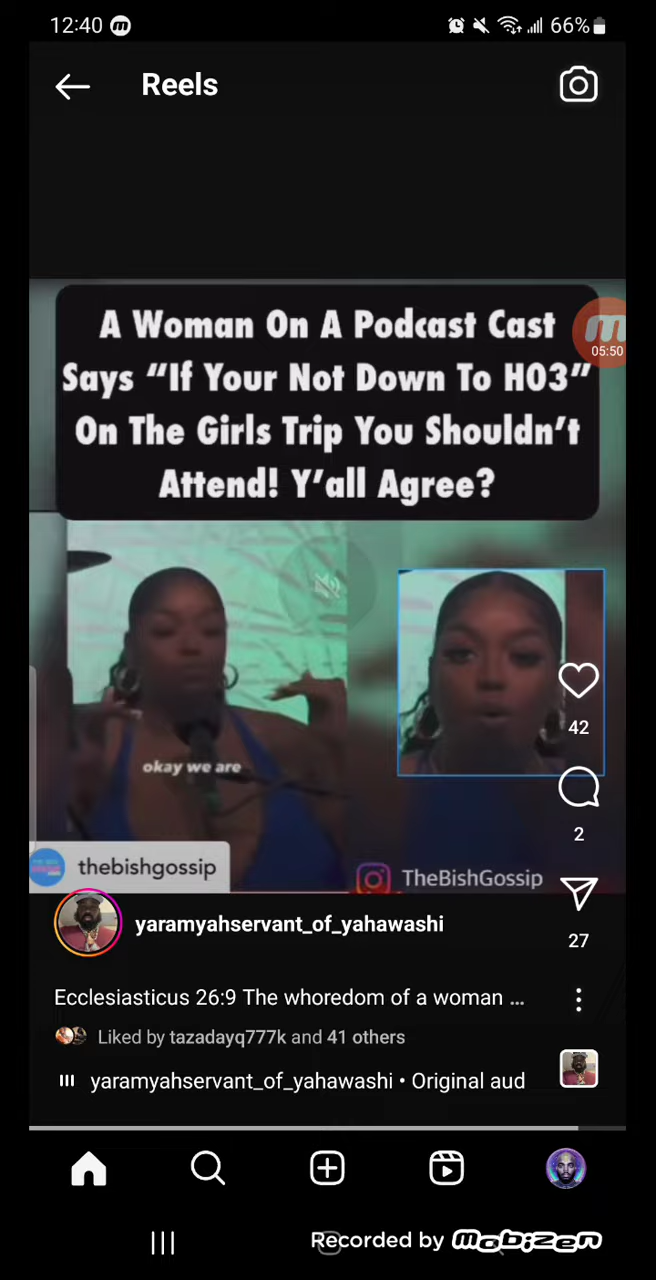 12:40
66%
Reels
A Woman On A Podcast Cast
Says “If Your Not Down To H03”
On The Girls Trip You Shouldn’t
Attend! Y’all Agree?
05:50
okay we are
42
2
thebishgossip
TheBishGossip
yaramyahservant_of_yahawashi
27
Ecclesiasticus 26:9 The whoredom of a woman ...
Liked by tazadayq777k and 41 others
yaramyahservant_of_yahawashi • Original aud
Recorded by mobizen